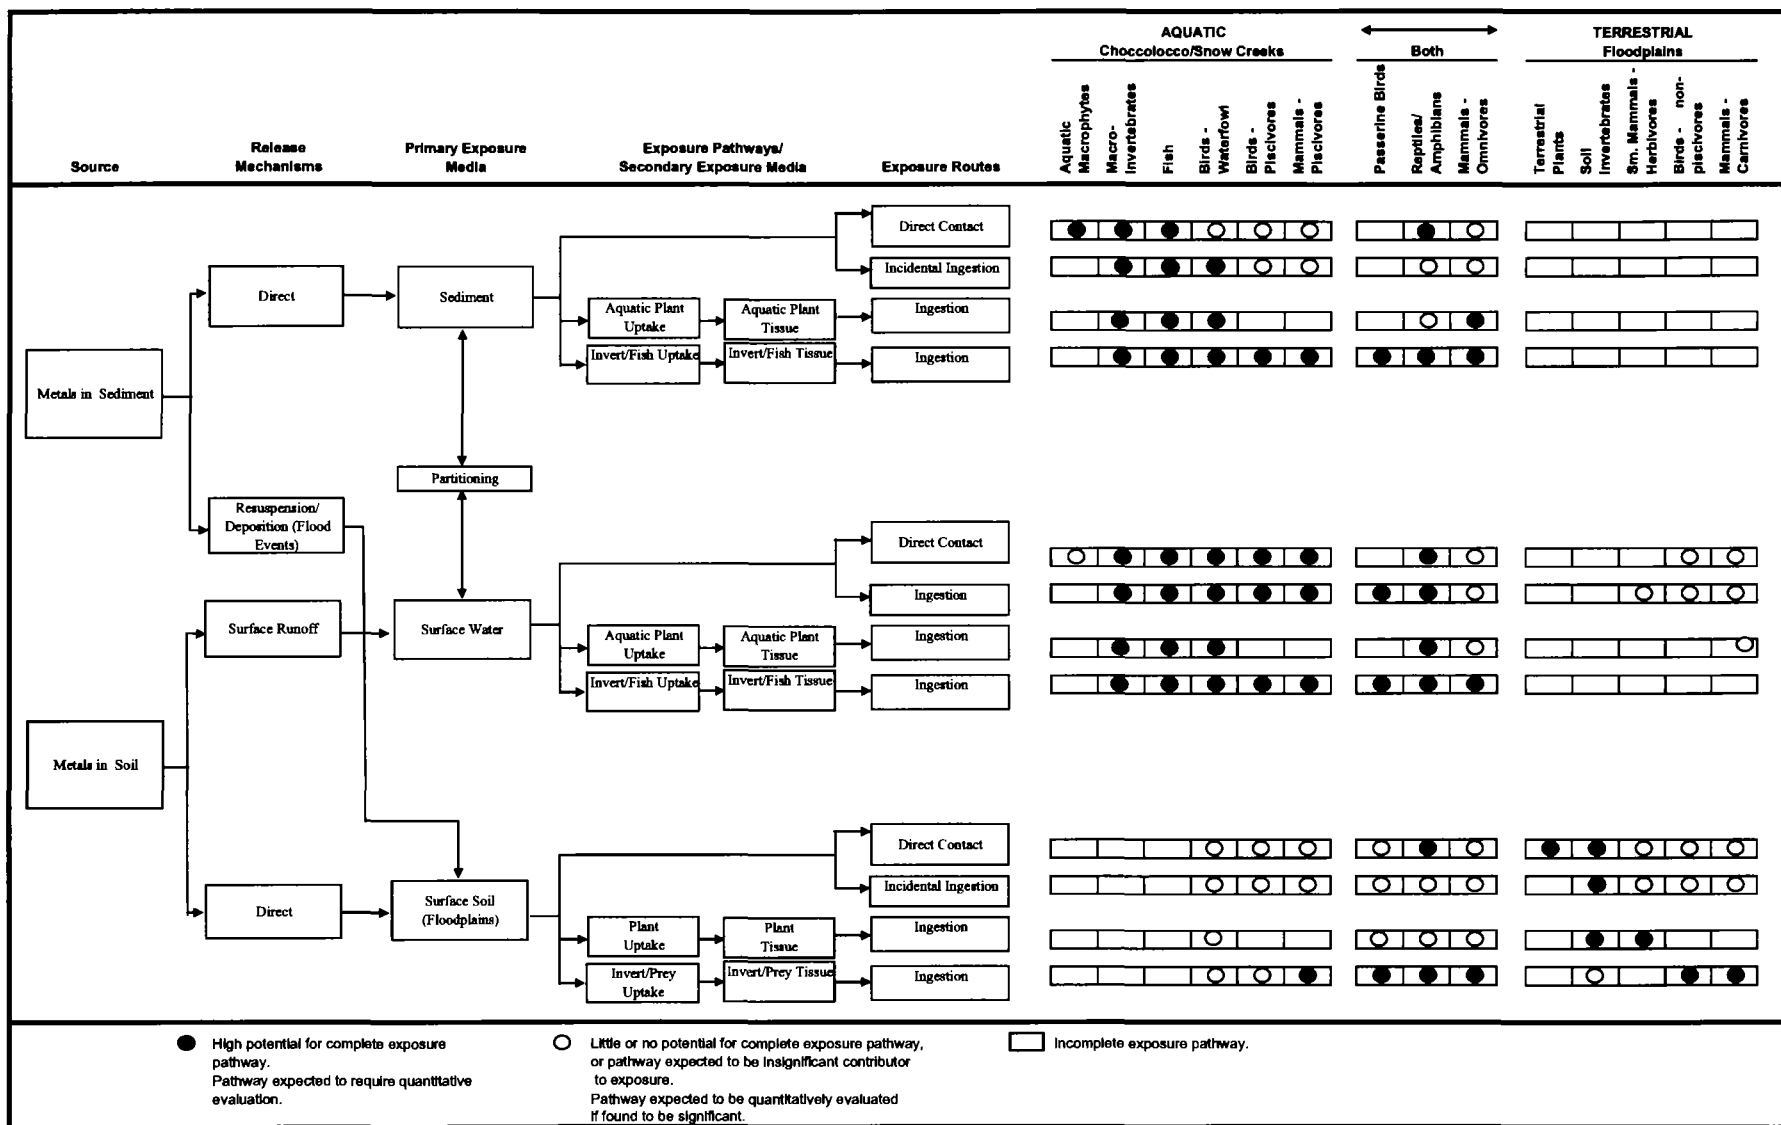 AQUATIC
Choccolocco/Snow Creeks
Both
TERRESTRIAL
Floodplains
Source
Release
Mechanisms
Primary Exposure
Media
Exposure Pathways/
Secondary Exposure Media
Exposure Routes
Aquatic
Macrophytes
Macro-
Invertebrates
Fish
Birds -
Waterfowl
Birds -
Piscivores
Mammals -
Piscivores
Passerine Birds
Reptiles/
Amphibians
Mammals -
Omnivores
Terrestrial
Plants
Soil
Invertebrates
Sm. Mammals -
Herbivores
Birds - non-
piscivores
Mammals -
Carnivores
Direct Contact
Incidental Ingestion
Direct
Sediment
Aquatic Plant
Uptake
Aquatic Plant
Tissue
Ingestion
Invert/Fish Uptake
Invert/Fish Tissue
Ingestion
Metals in Sediment
Partitioning
Resuspension/
Deposition (Flood
Events)
Direct Contact
Ingestion
Surface Runoff
Surface Water
Aquatic Plant
Uptake
Aquatic Plant
Tissue
Ingestion
Invert/Fish Uptake
Invert/Fish Tissue
Ingestion
Metals in Soil
Direct Contact
Incidental Ingestion
Direct
Surface Soil
(Floodplains)
Plant
Uptake
Plant
Tissue
Ingestion
Invert/Prey
Uptake
Invert/Prey Tissue
Ingestion
High potential for complete exposure
pathway.
Pathway expected to require quantitative
evaluation.
Little or no potential for complete exposure pathway,
or pathway expected to be insignificant contributor
to exposure.
Pathway expected to be quantitatively evaluated
if found to be significant.
Incomplete exposure pathway.